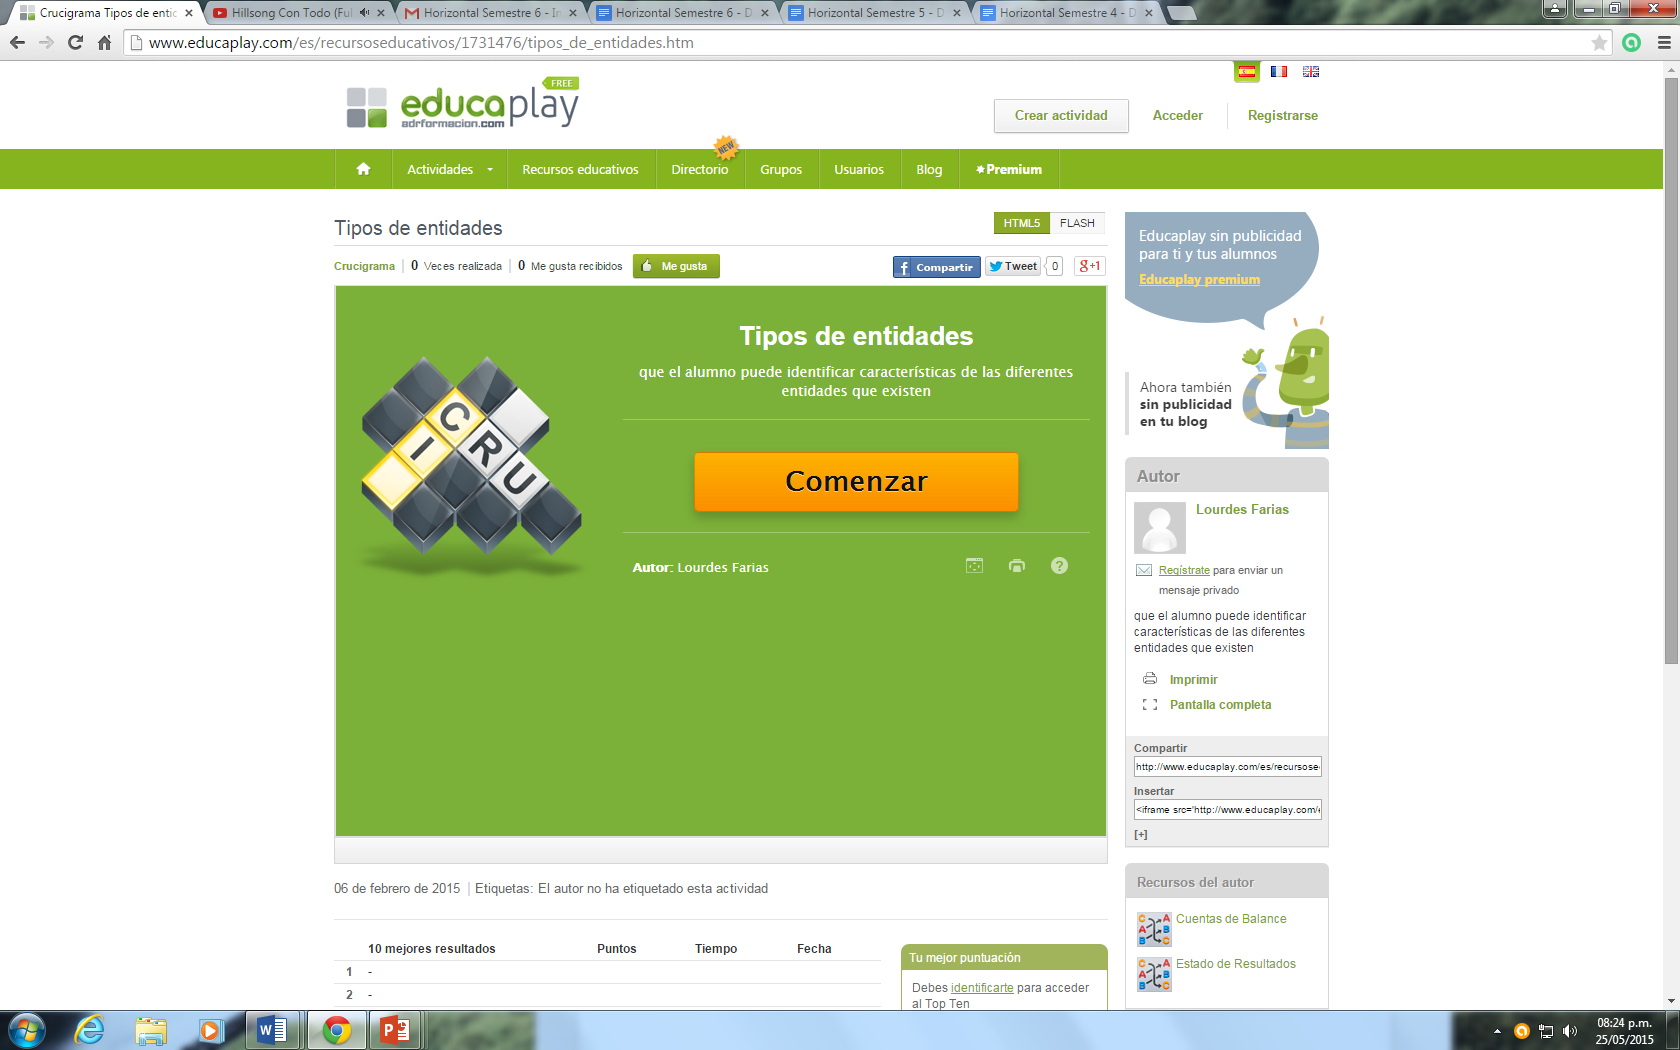 Crucigrama Tipos de entic
Hillsong Con Todo (Ful
Horizontal Semestre 6 - In
Horizontal Semestre 6 - D
Horizontal Semestre 5 - D
Horizontal Semestre 4 - D
www.educaplay.com/es/recursoseducativos/1731476/tipos_de_entidades.htm
FREE
educaplay
adrformacion.com
Crear actividad
Acceder
Registrarse
NEW
Actividades
Recursos educativos
Directorio
Grupos
Usuarios
Blog
Premium
Tipos de entidades
HTML5
FLASH
Crucigrama
0 Veces realizada
0 Me gusta recibidos
Me gusta
Compartir
Tweet
0
g+1
Tipos de entidades
que el alumno puede identificar características de las diferentes
entidades que existen
C
I R
U
Comenzar
Autor: Lourdes Farias
?
Educaplay sin publicidad
para ti y tus alumnos
Educaplay premium
Ahora también
sin publicidad
en tu blog
Autor
Lourdes Farias
Regístrate para enviar un
mensaje privado
que el alumno puede identificar
características de las diferentes
entidades que existen
Imprimir
Pantalla completa
Compartir
http://www.educaplay.com/es/recursose
Insertar
<iframe src='http://www.educaplay.com/e
[+]
06 de febrero de 2015
Etiquetas: El autor no ha etiquetado esta actividad
10 mejores resultados
Puntos
Tiempo
Fecha
1 -
2 -
Tu mejor puntuación
Debes identificarte para acceder
al Top Ten
Recursos del autor
Cuentas de Balance
Estado de Resultados
08:24 p.m.
25/05/2015